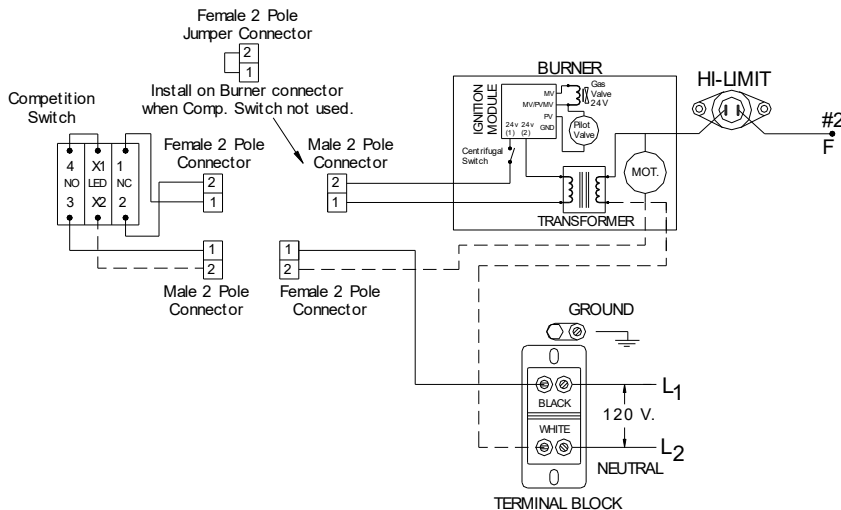 Female 2 Pole
Jumper Connector
2
1
Install on Burner connector
when Comp. Switch not used.
Competition
Switch
4
X1
1
NO
LED
NC
3
X2
2
Female 2 Pole
Connector
2
1
Male 2 Pole
Connector
2
1
1
2
Male 2 Pole
Connector
1
2
Female 2 Pole
Connector
BURNER
IGNITION
MODULE
MV
MV/PVMV
PV
GND
24v 24v
(1) (2)
Gas
Valve
24V
Pilot
Valve
Centrifugal
Switch
TRANSFORMER
MOT.
HI-LIMIT
#2
F
GROUND
BLACK
WHITE
L1
120 V.
L2
NEUTRAL
TERMINAL BLOCK